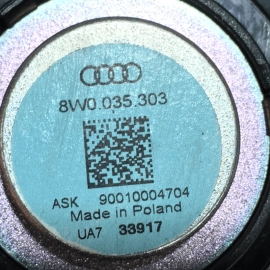 8W0.035.303
ASK 90010004704
Made in Poland
UA7 33917